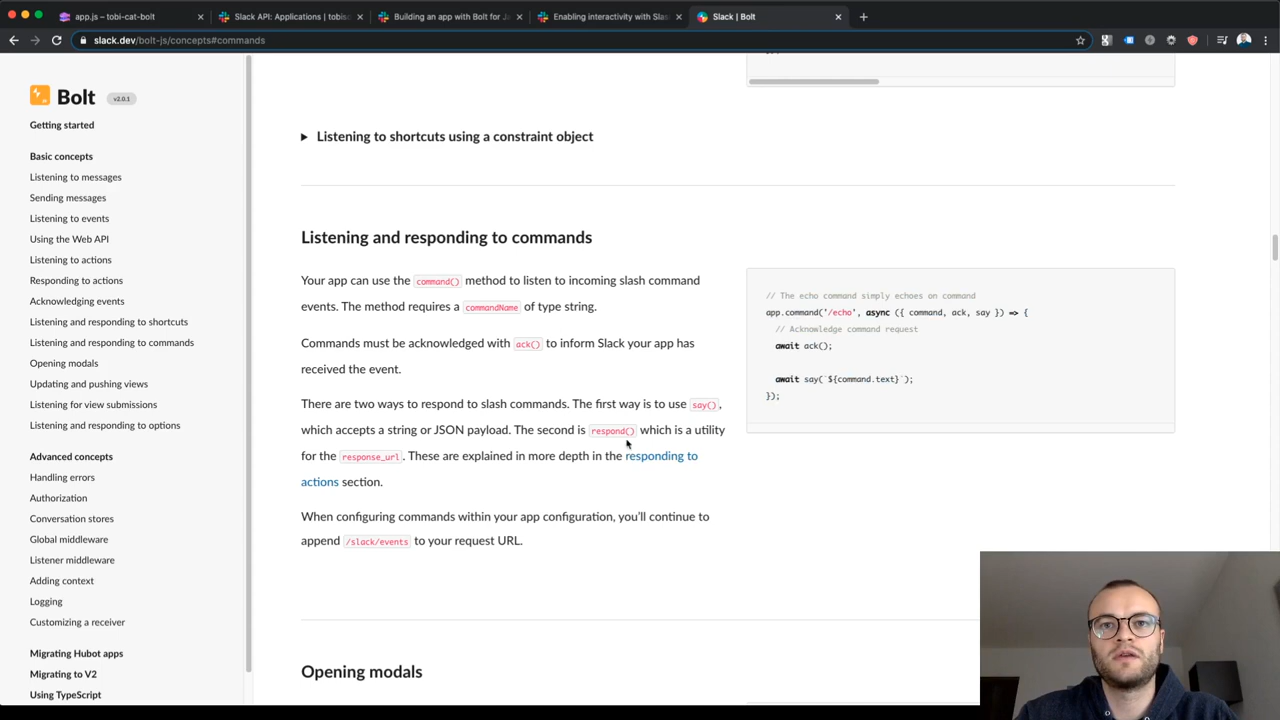 app.js – tobi-cat-bolt
Slack API: Applications | tobisc
Building an app with Bolt for Ja
Enabling interactivity with Slac
Slack | Bolt
slack.dev/bolt-js/concepts#commands
Bolt
v2.0.1
Getting started
Basic concepts
Listening to messages
Sending messages
Listening to events
Using the Web API
Listening to actions
Responding to actions
Acknowledging events
Listening and responding to shortcuts
Listening and responding to commands
Opening modals
Updating and pushing views
Listening for view submissions
Listening and responding to options
Advanced concepts
Handling errors
Authorization
Conversation stores
Global middleware
Listener middleware
Adding context
Logging
Customizing a receiver
Migrating Hubot apps
Migrating to V2
Using TypeScript
Listening to shortcuts using a constraint object
Listening and responding to commands
Your app can use the command() method to listen to incoming slash command
events. The method requires a commandName of type string.
Commands must be acknowledged with ack() to inform Slack your app has
received the event.
There are two ways to respond to slash commands. The first way is to use say(),
which accepts a string or JSON payload. The second is respond() which is a utility
for the response_url. These are explained in more depth in the responding to
actions section.
When configuring commands within your app configuration, you'll continue to
append /slack/events to your request URL.
// The echo command simply echoes on command
app.command('/echo', async ({ command, ack, say }) => {
// Acknowledge command request
await ack();
await say(`${command.text}`);
});
Opening modals